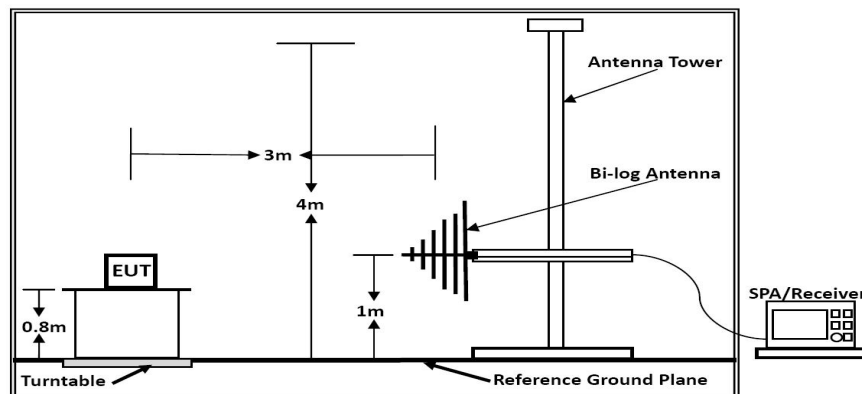 Antenna Tower
3m
Bi-log Antenna
4m
EUT
SPA/Receiver
1m
0.8m
Turntable
Reference Ground Plane